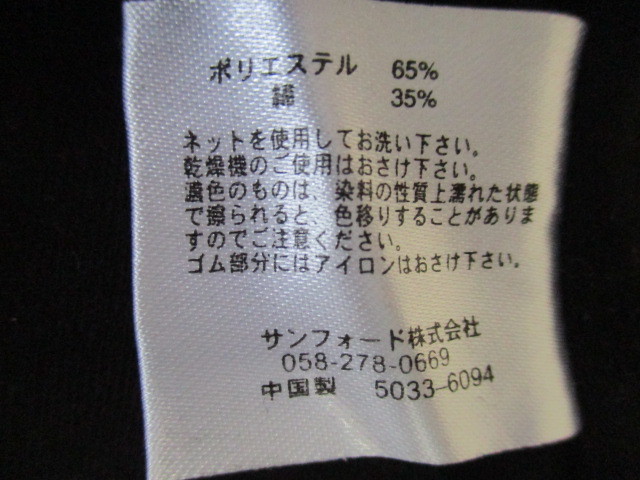 ポリエステル 65%
綿 35%
ネットを使用してお洗い下さい。
乾燥機のご使用はおさけ下さい。
濃色のものは、染料の性質上濡れた状態
で擦られると、色移りすることがありま
すのでご注意ください。
ゴム部分にはアイロンはおさけ下さい。
サンフォード株式会社
058-278-0669
中国製 5033-6094